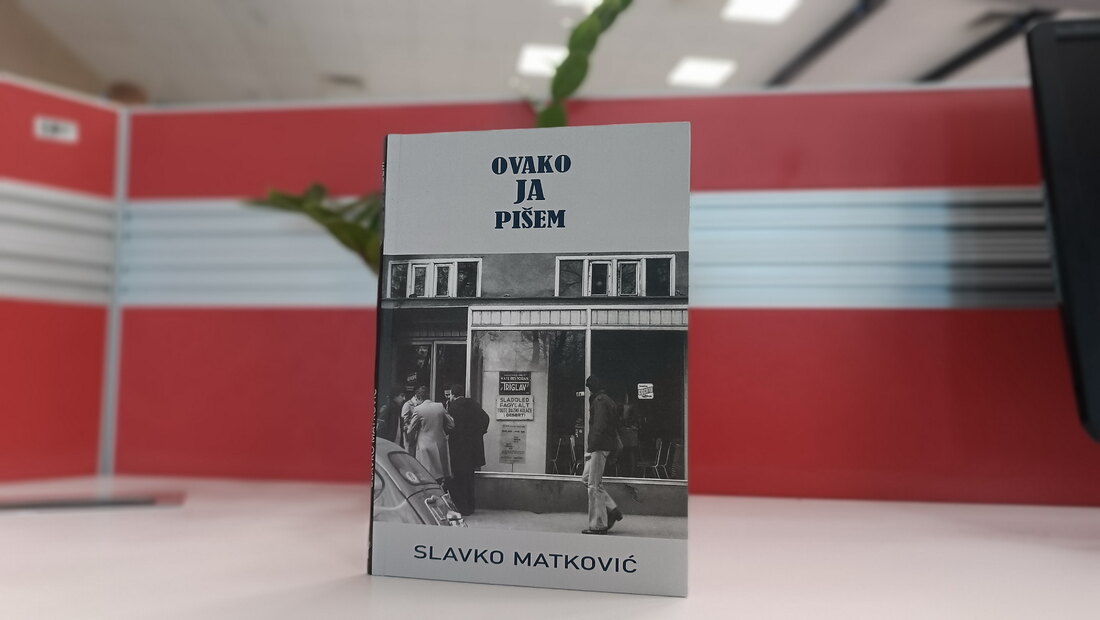 OVAKO
JA
PIŠEM
TRIGLAV
SLADOLED
FAGYLALT
SLAVKO MATKOVIĆ